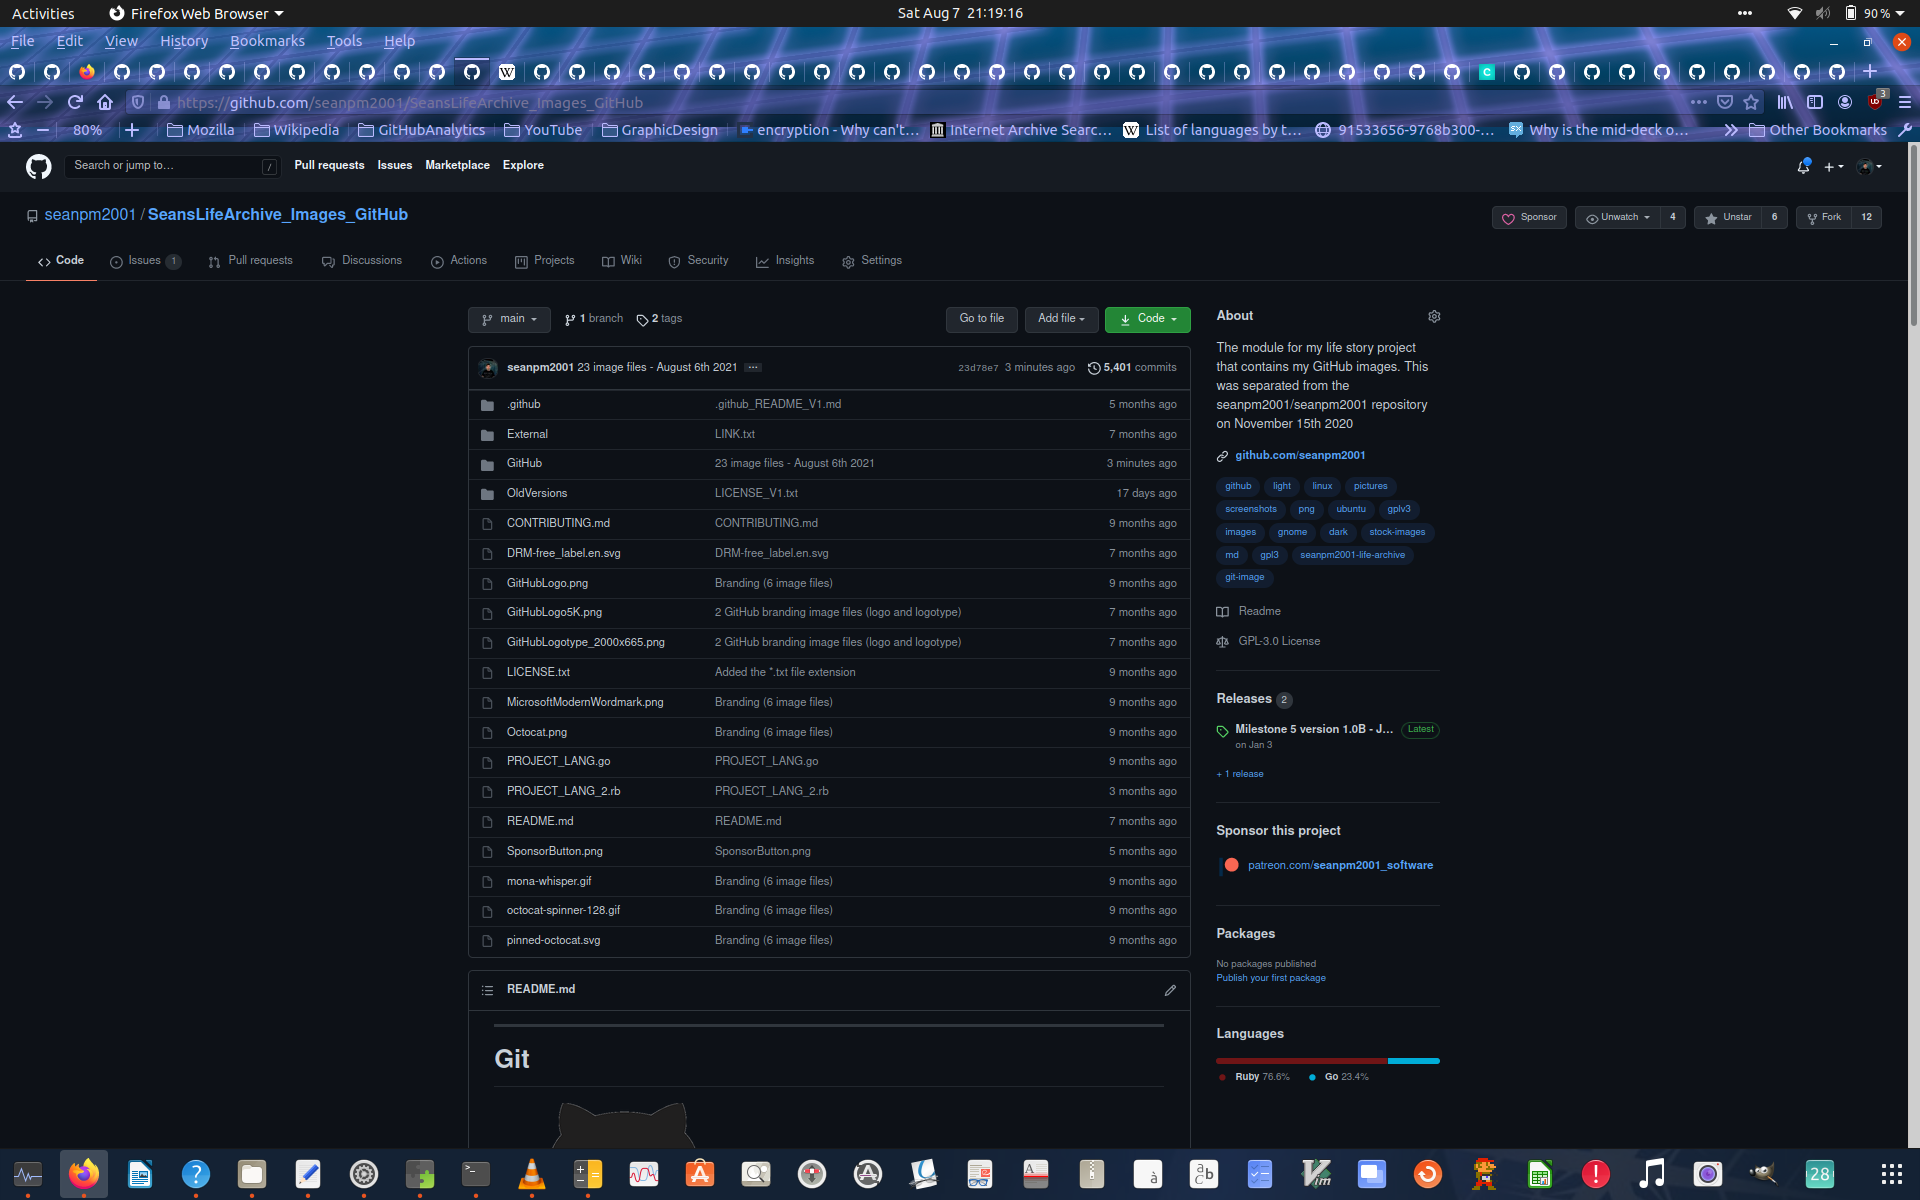 Activities Firefox Web Browser Sat Aug 7 21:19:16 90 %
File Edit View History Bookmarks Tools Help
https://github.com/seanpm2001/SeansLifeArchive_Images_GitHub 3
80% Mozilla Wikipedia GitHubAnalytics YouTube GraphicDesign encryption - Why can't… Internet Archive Searc… List of languages by t… 91533656-9768b300-… Why is the mid-deck o… Other Bookmarks
Search or jump to… / Pull requests Issues Marketplace Explore
seanpm2001 / SeansLifeArchive_Images_GitHub
Sponsor Unwatch 4 Unstar 6 Fork 12
Code Issues 1 Pull requests Discussions Actions Projects Wiki Security Insights Settings
main 1 branch 2 tags Go to file Add file Code
seanpm2001 23 image files - August 6th 2021 ··· 23d78e7 3 minutes ago 5,401 commits
.github .github_README_V1.md 5 months ago
External LINK.txt 7 months ago
GitHub 23 image files - August 6th 2021 3 minutes ago
OldVersions LICENSE_V1.txt 17 days ago
CONTRIBUTING.md CONTRIBUTING.md 9 months ago
DRM-free_label.en.svg DRM-free_label.en.svg 7 months ago
GitHubLogo.png Branding (6 image files) 9 months ago
GitHubLogo5K.png 2 GitHub branding image files (logo and logotype) 7 months ago
GitHubLogotype_2000x665.png 2 GitHub branding image files (logo and logotype) 7 months ago
LICENSE.txt Added the *.txt file extension 9 months ago
MicrosoftModernWordmark.png Branding (6 image files) 9 months ago
Octocat.png Branding (6 image files) 9 months ago
PROJECT_LANG.go PROJECT_LANG.go 9 months ago
PROJECT_LANG_2.rb PROJECT_LANG_2.rb 3 months ago
README.md README.md 7 months ago
SponsorButton.png SponsorButton.png 5 months ago
mona-whisper.gif Branding (6 image files) 9 months ago
octocat-spinner-128.gif Branding (6 image files) 9 months ago
pinned-octocat.svg Branding (6 image files) 9 months ago
README.md
Git
About
The module for my life story project
that contains my GitHub images. This
was separated from the
seanpm2001/seanpm2001 repository
on November 15th 2020
github.com/seanpm2001
github light linux pictures
screenshots png ubuntu gplv3
images gnome dark stock-images
md gpl3 seanpm2001-life-archive
git-image
Readme
GPL-3.0 License
Releases 2
Milestone 5 version 1.0B - J... Latest
on Jan 3
+ 1 release
Sponsor this project
patreon.com/seanpm2001_software
Packages
No packages published
Publish your first package
Languages
Ruby 76.6% Go 23.4%
28